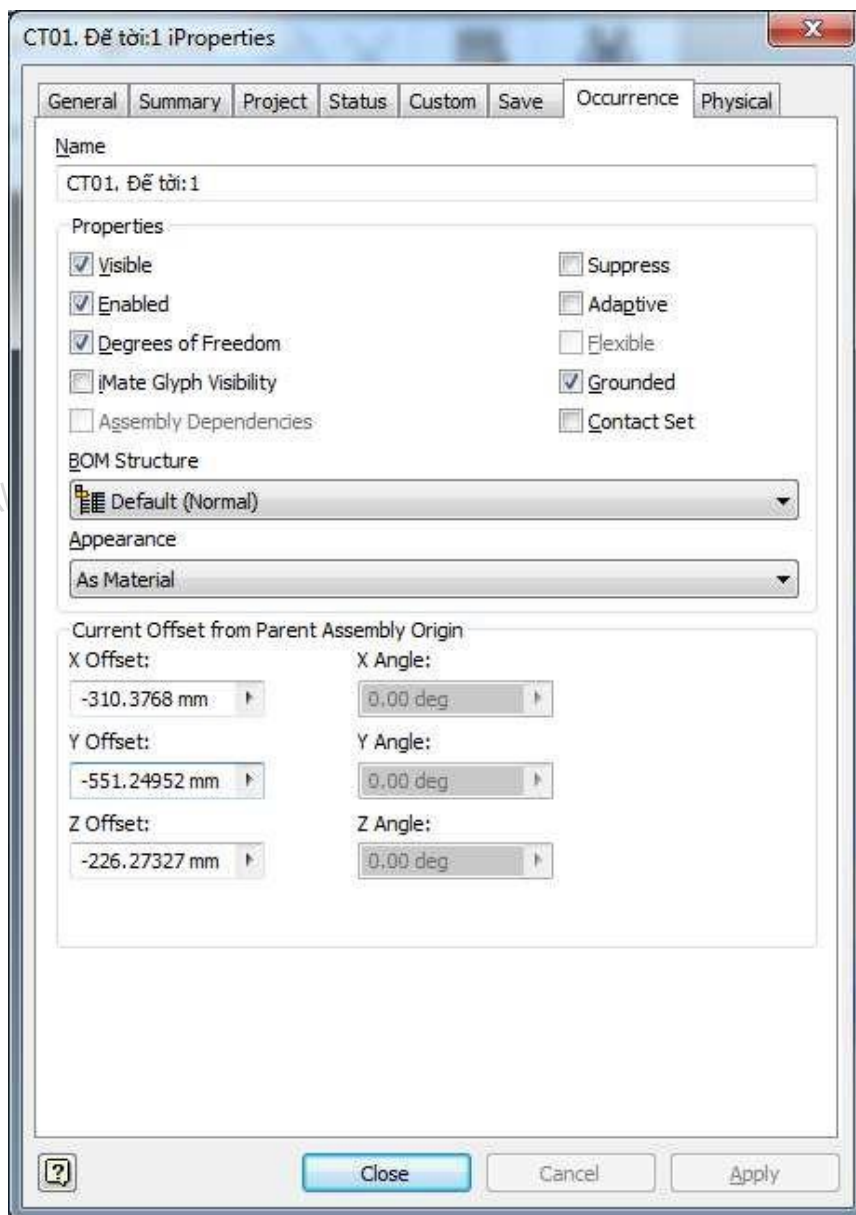 CT01. Đế tời:1 iProperties
General Summary Project Status Custom Save Occurrence Physical
Name
CT01. Đế tời:1
Properties
Visible
Suppress
Enabled
Adaptive
Degrees of Freedom
Flexible
iMate Glyph Visibility
Grounded
Assembly Dependencies
Contact Set
BOM Structure
Default (Normal)
Appearance
As Material
Current Offset from Parent Assembly Origin
X Offset:
X Angle:
-310.3768 mm
0.00 deg
Y Offset:
Y Angle:
-551.24952 mm
0.00 deg
Z Offset:
Z Angle:
-226.27327 mm
0.00 deg
Close Cancel Apply